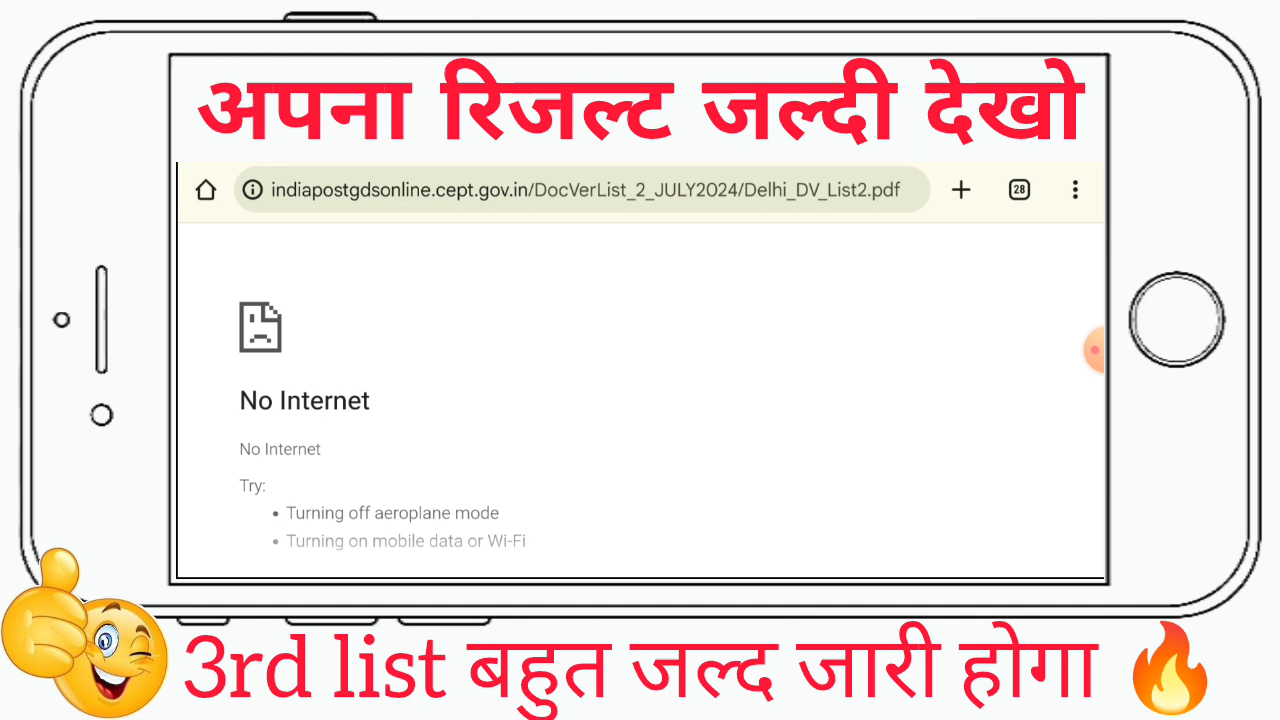 अपना रिजल्ट जल्दी देखो
indiapostgdsonline.cept.gov.in/DocVerList_2_JULY2024/Delhi_DV_List2.pdf
28
No Internet
No Internet
Try:
• Turning off aeroplane mode
• Turning on mobile data or Wi-Fi
3rd list बहुत जल्द जारी होगा